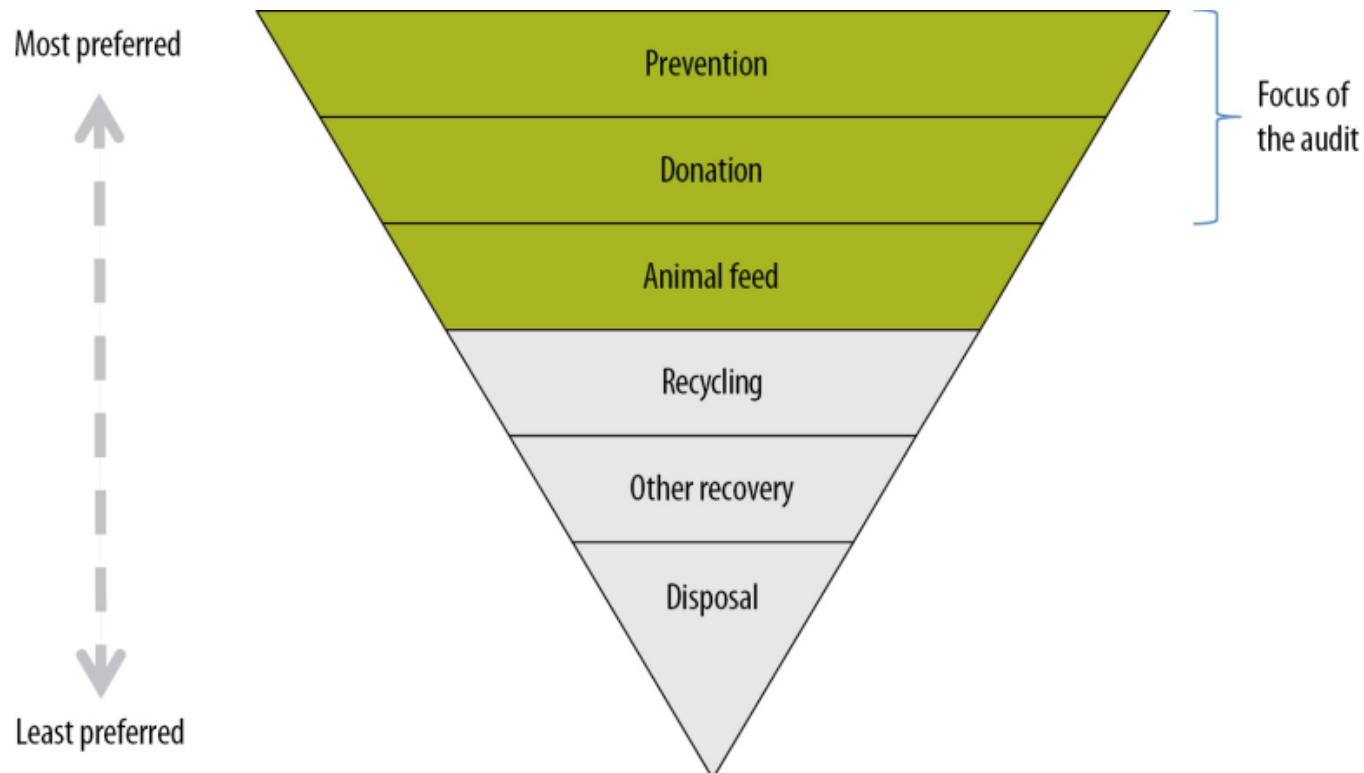 Most preferred
Prevention
Focus of
the audit
Donation
Animal feed
Recycling
Other recovery
Disposal
Least preferred